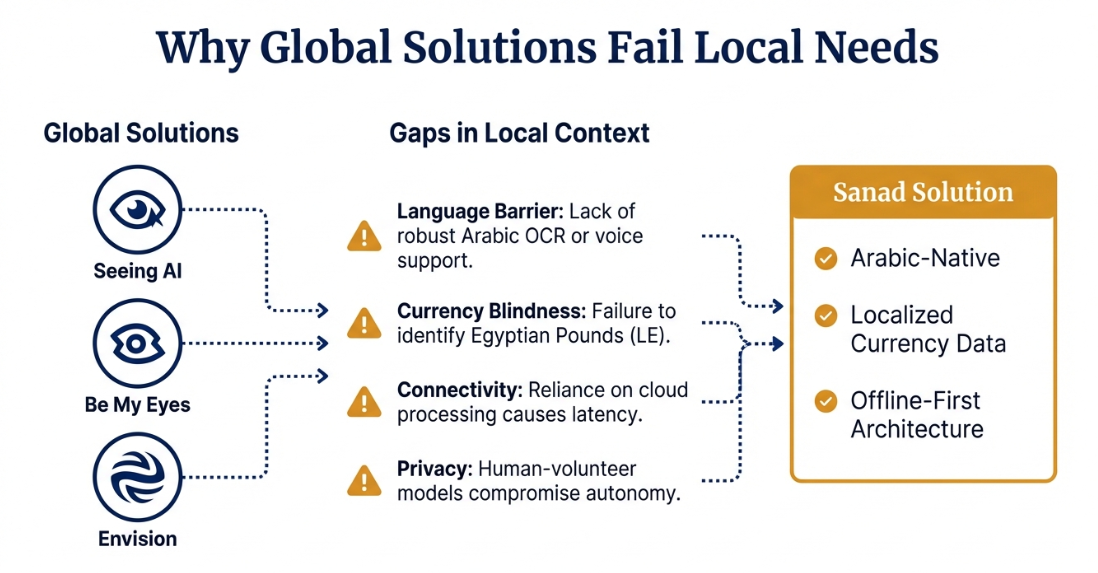 Why Global Solutions Fail Local Needs
Global Solutions
Seeing AI
Be My Eyes
Envision
Gaps in Local Context
Language Barrier: Lack of
robust Arabic OCR or voice
support.
Currency Blindness: Failure to
identify Egyptian Pounds (LE).
Connectivity: Reliance on cloud
processing causes latency.
Privacy: Human-volunteer
models compromise autonomy.
Sanad Solution
Arabic-Native
Localized
Currency Data
Offline-First
Architecture